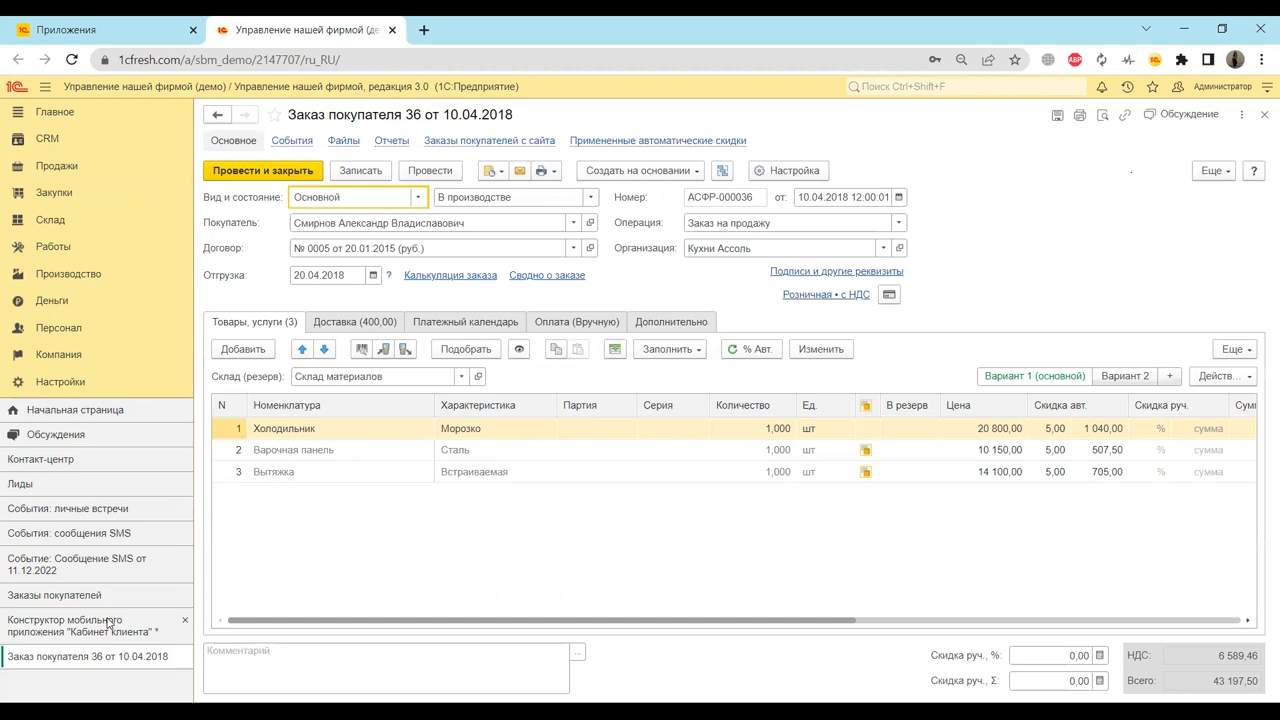 Приложения
Управление нашей фирмой (де
1cfresh.com/a/sbm_demo/2147707/ru_RU/
ABP
Управление нашей фирмой (демо) / Управление нашей фирмой, редакция 3.0 (1С:Предприятие)
Поиск Ctrl+Shift+F
Администратор
Главное
CRM
Продажи
Закупки
Склад
Работы
Производство
Деньги
Персонал
Компания
Настройки
Начальная страница
Обсуждения
Контакт-центр
Лиды
События: личные встречи
События: сообщения SMS
Событие: Сообщение SMS от
11.12.2022
Заказы покупателей
Конструктор мобильного
приложения "Кабинет клиента" *
Заказ покупателя 36 от 10.04.2018
Заказ покупателя 36 от 10.04.2018
Обсуждение
Основное События Файлы Отчеты Заказы покупателей с сайта Примененные автоматические скидки
Провести и закрыть Записать Провести Создать на основании Настройка Еще ?
Вид и состояние: Основной В производстве Номер: АСФР-000036 от: 10.04.2018 12:00:01
Покупатель: Смирнов Александр Владиславович Операция: Заказ на продажу
Договор: № 0005 от 20.01.2015 (руб.) Организация: Кухни Ассоль
Отгрузка: 20.04.2018 ? Калькуляция заказа Сводно о заказе Подписи и другие реквизиты
Розничная • с НДС
Товары, услуги (3) Доставка (400,00) Платежный календарь Оплата (Вручную) Дополнительно
Добавить Подобрать Заполнить % Авт. Изменить Еще
Склад (резерв): Склад материалов Вариант 1 (основной) Вариант 2 + Действ...
N Номенклатура Характеристика Партия Серия Количество Ед. В резерв Цена Скидка авт. Скидка руч. Сумм
1 Холодильник Морозко 1,000 шт 20 800,00 5,00 1 040,00 % сумма
2 Варочная панель Сталь 1,000 шт 10 150,00 5,00 507,50 % сумма
3 Вытяжка Встраиваемая 1,000 шт 14 100,00 5,00 705,00 % сумма
Комментарий ...
Скидка руч., %: 0,00 НДС: 6 589,46
Скидка руч., Σ: 0,00 Всего: 43 197,50